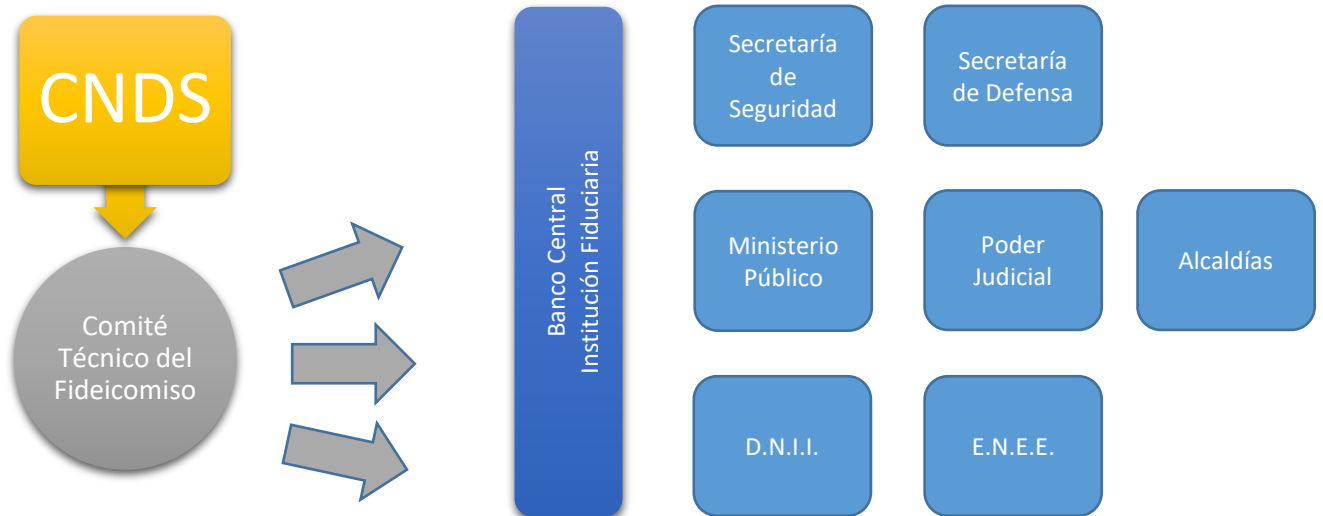 CNDS
Comité
Técnico del
Fideicomiso
Banco Central
Institución Fiduciaria
Secretaría
de
Seguridad
Secretaría
de Defensa
Ministerio
Público
Poder
Judicial
Alcaldías
D.N.I.I.
E.N.E.E.